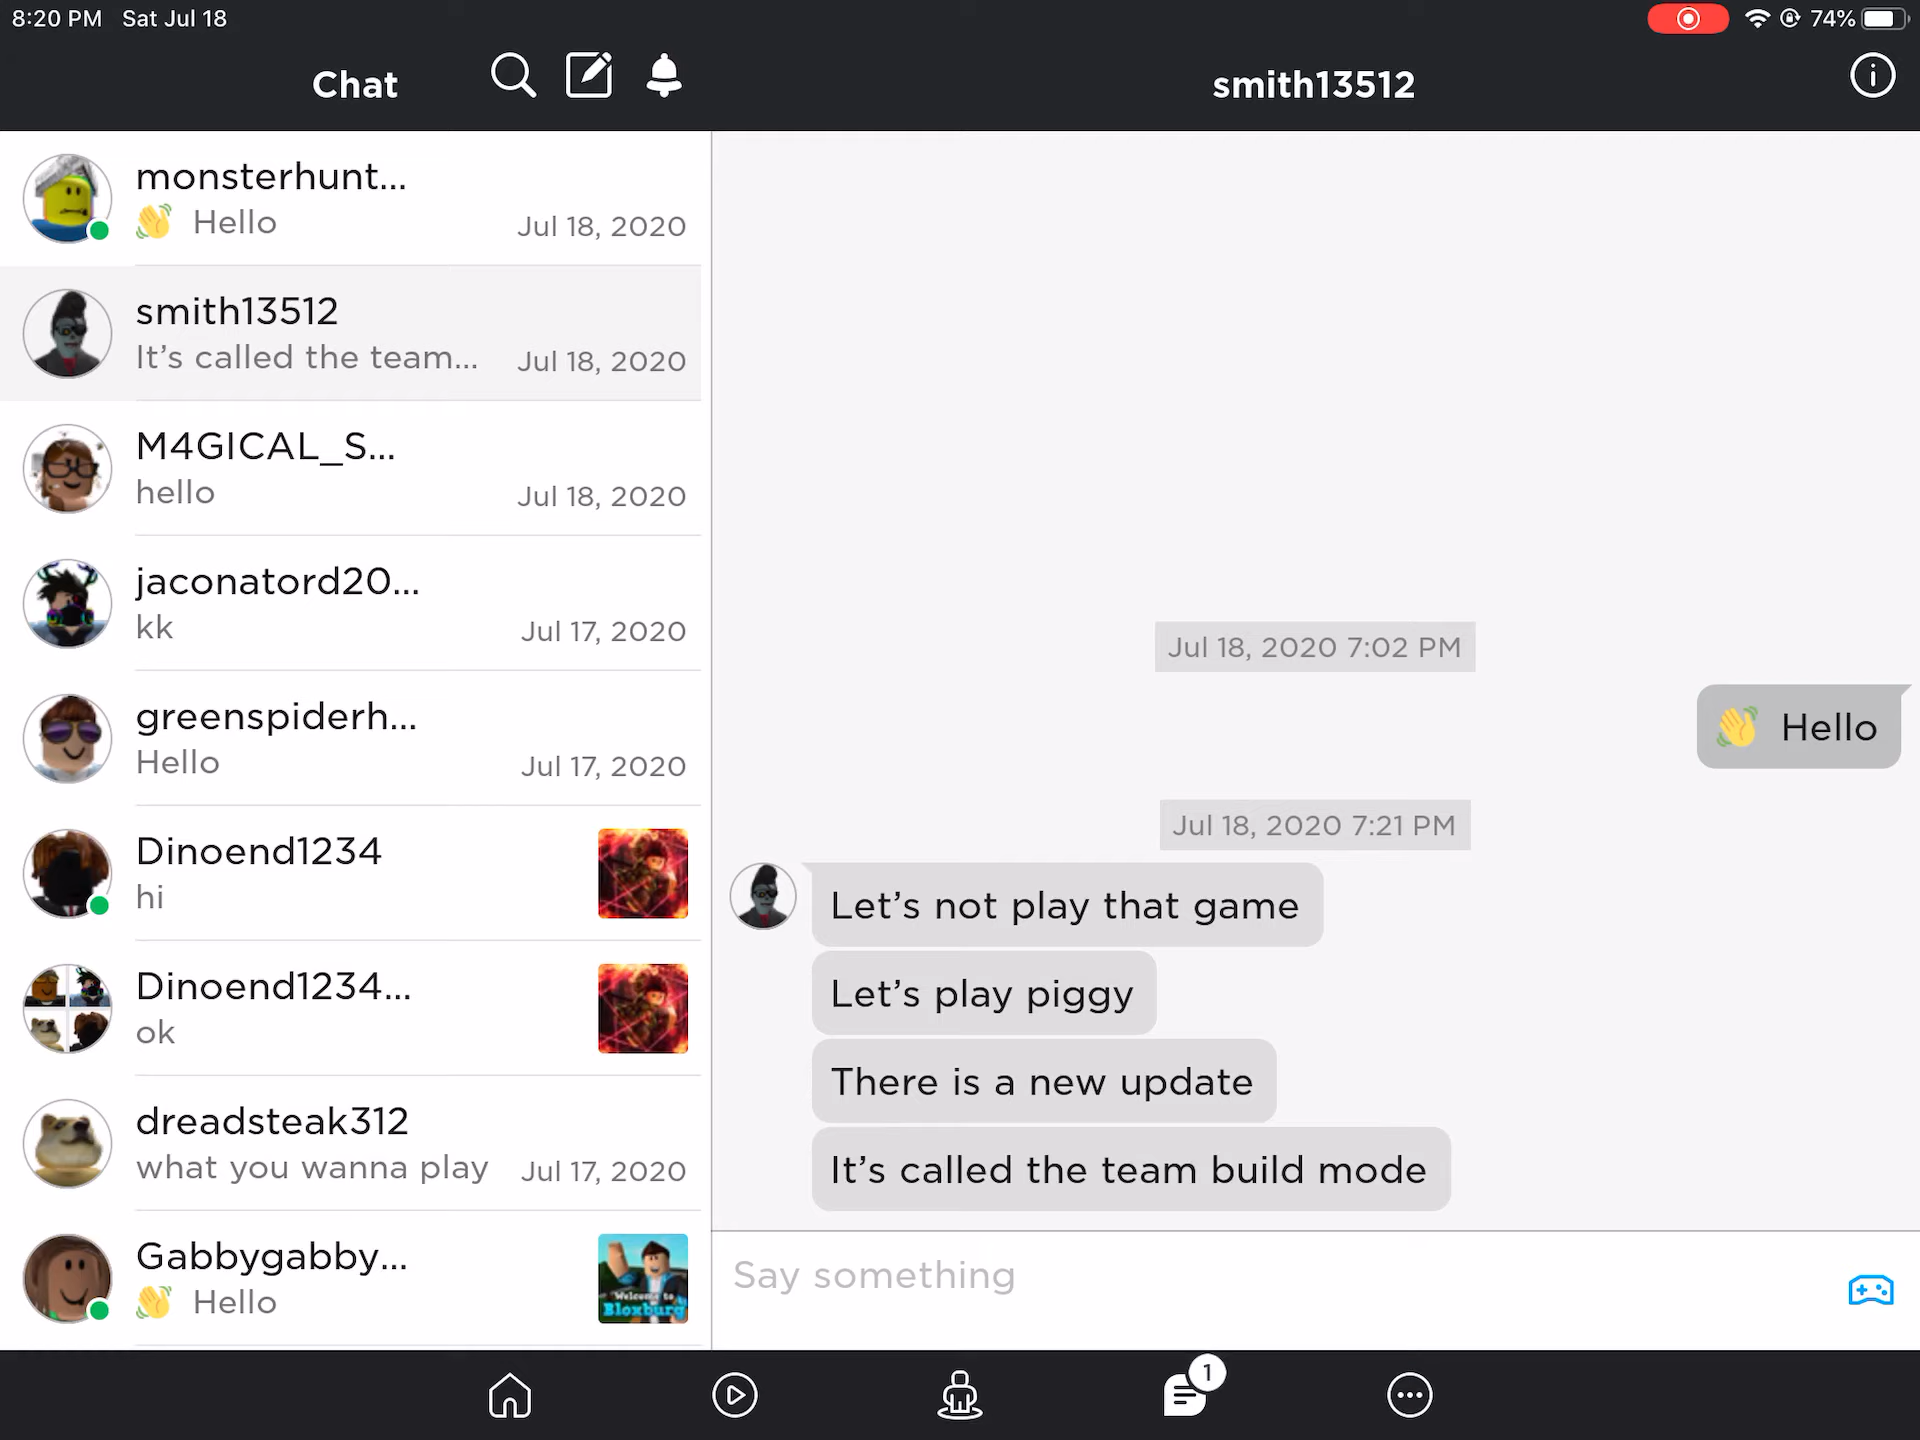 8:20 PM Sat Jul 18
74%
Chat
smith13512
monsterhunt...
👋 Hello
Jul 18, 2020
smith13512
It's called the team...
Jul 18, 2020
M4GICAL_S...
hello
Jul 18, 2020
jaconatord20...
kk
Jul 17, 2020
greenspiderh...
Hello
Jul 17, 2020
Dinoend1234
hi
Dinoend1234...
ok
dreadsteak312
what you wanna play
Jul 17, 2020
Gabbygabby...
👋 Hello
Welcome to
Bloxburg
Jul 18, 2020 7:02 PM
👋 Hello
Jul 18, 2020 7:21 PM
Let's not play that game
Let's play piggy
There is a new update
It's called the team build mode
Say something
1